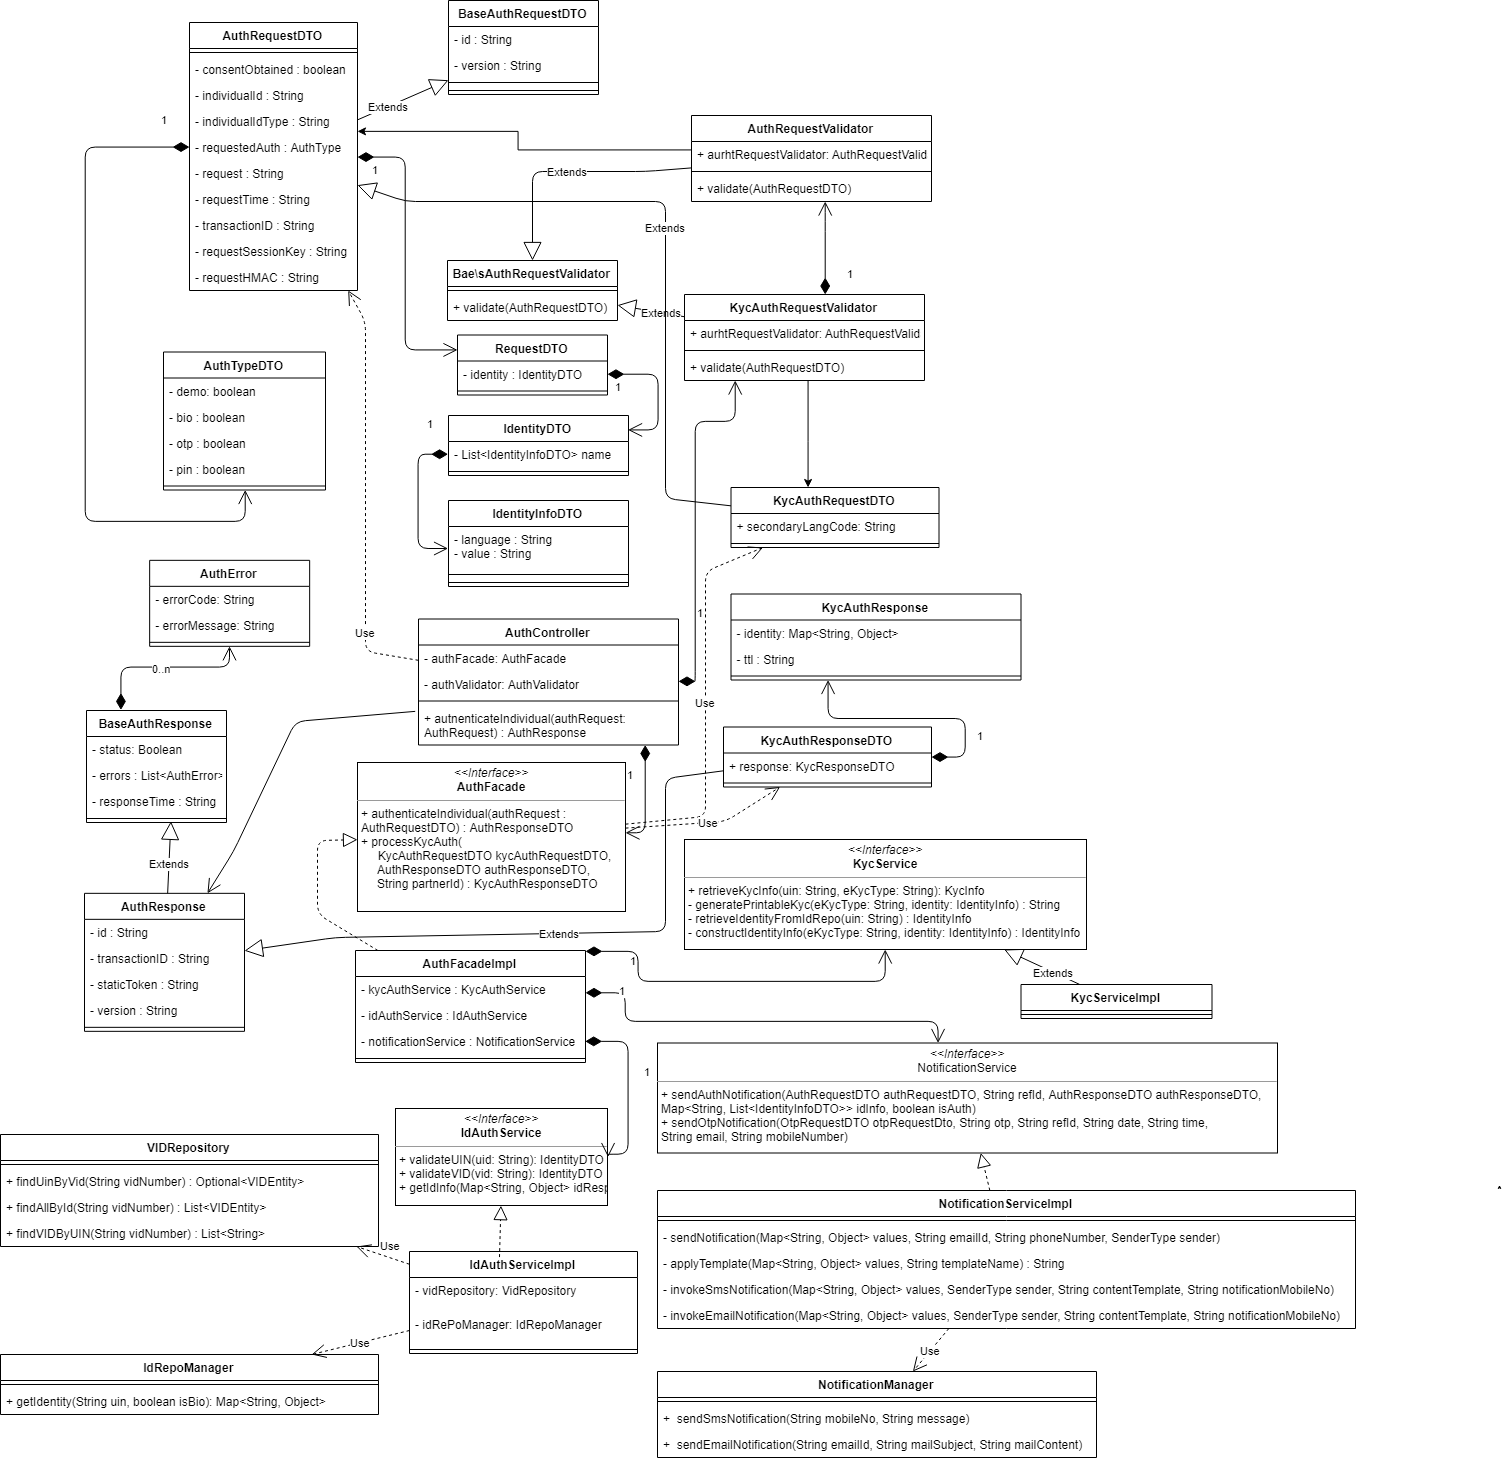 BaseAuthRequestDTO
- id : String
- version : String
AuthRequestDTO
- consentObtained : boolean
- individualId : String
- individualIdType : String
- requestedAuth : AuthType
- request : String
- requestTime : String
- transactionID : String
- requestSessionKey : String
- requestHMAC : String
Extends
1
1
AuthRequestValidator
+ aurhtRequestValidator: AuthRequestValid
+ validate(AuthRequestDTO)
Extends
Extends
Bae\sAuthRequestValidator
+ validate(AuthRequestDTO)
Extends
1
KycAuthRequestValidator
+ aurhtRequestValidator: AuthRequestValid
+ validate(AuthRequestDTO)
RequestDTO
- identity : IdentityDTO
1
AuthTypeDTO
- demo: boolean
- bio : boolean
- otp : boolean
- pin : boolean
1
IdentityDTO
- List<IdentityInfoDTO> name
IdentityInfoDTO
- language : String
- value : String
KycAuthRequestDTO
+ secondaryLangCode: String
AuthError
- errorCode: String
- errorMessage: String
0..n
Use
AuthController
- authFacade: AuthFacade
- authValidator: AuthValidator
+ autnenticateIndividual(authRequest:
AuthRequest) : AuthResponse
1
KycAuthResponse
- identity: Map<String, Object>
- ttl : String
Use
BaseAuthResponse
- status: Boolean
- errors : List<AuthError>
- responseTime : String
KycAuthResponseDTO
+ response: KycResponseDTO
1
1
<<Interface>>
AuthFacade
+ authenticateIndividual(authRequest :
AuthRequestDTO) : AuthResponseDTO
+ processKycAuth(
KycAuthRequestDTO kycAuthRequestDTO,
AuthResponseDTO authResponseDTO,
String partnerId) : KycAuthResponseDTO
Use
Extends
<<Interface>>
KycService
+ retrieveKycInfo(uin: String, eKycType: String): KycInfo
- generatePrintableKyc(eKycType: String, identity: IdentityInfo) : String
- retrieveIdentityFromIdRepo(uin: String) : IdentityInfo
- constructIdentityInfo(eKycType: String, identity: IdentityInfo) : IdentityInfo
AuthResponse
- id : String
- transactionID : String
- staticToken : String
- version : String
Extends
AuthFacadeImpl
- kycAuthService : KycAuthService
- idAuthService : IdAuthService
- notificationService : NotificationService
1
1
1
Extends
KycServiceImpl
<<Interface>>
NotificationService
+ sendAuthNotification(AuthRequestDTO authRequestDTO, String refId, AuthResponseDTO authResponseDTO,
Map<String, List<IdentityInfoDTO>> idInfo, boolean isAuth)
+ sendOtpNotification(OtpRequestDTO otpRequestDto, String otp, String refId, String date, String time,
String email, String mobileNumber)
<<Interface>>
IdAuthService
+ validateUIN(uid: String): IdentityDTO
+ validateVID(vid: String): IdentityDTO
+ getIdInfo(Map<String, Object> idResp
VIDRepository
+ findUinByVid(String vidNumber) : Optional<VIDEntity>
+ findAllById(String vidNumber) : List<VIDEntity>
+ findVIDByUIN(String vidNumber) : List<String>
Use
IdAuthServiceImpl
- vidRepository: VidRepository
- idRePoManager: IdRepoManager
Use
NotificationServiceImpl
- sendNotification(Map<String, Object> values, String emailId, String phoneNumber, SenderType sender)
- applyTemplate(Map<String, Object> values, String templateName) : String
- invokeSmsNotification(Map<String, Object> values, SenderType sender, String contentTemplate, String notificationMobileNo)
- invokeEmailNotification(Map<String, Object> values, SenderType sender, String contentTemplate, String notificationMobileNo)
Use
IdRepoManager
+ getIdentity(String uin, boolean isBio): Map<String, Object>
NotificationManager
+ sendSmsNotification(String mobileNo, String message)
+ sendEmailNotification(String emailId, String mailSubject, String mailContent)